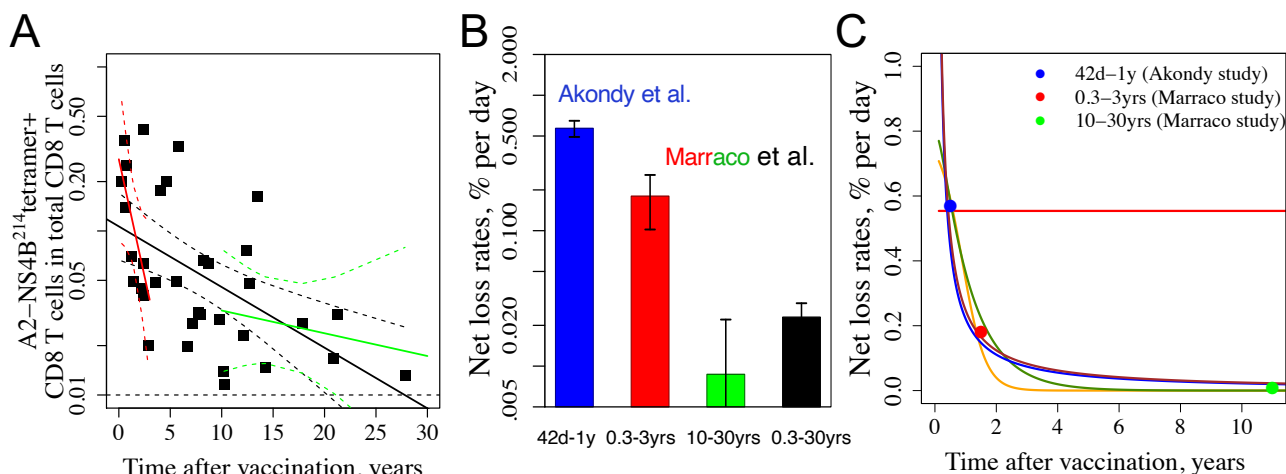 A
A2−NS4B214tetramer+
CD8 T cells in total CD8 T cells
0.50
0.20
0.05
0.01
0 5 10 15 20 25 30
Time after vaccination, years
B
Net loss rates, % per day
2.000
0.500
0.100
0.020
.005
Akondy et al.
Marraco et al.
42d-1y 0.3-3yrs 10-30yrs 0.3-30yrs
C
Net loss rates, % per day
1.0
0.8
0.6
0.4
0.2
0.0
42d−1y (Akondy study)
0.3−3yrs (Marraco study)
10−30yrs (Marraco study)
0 2 4 6 8 10
Time after vaccination, years